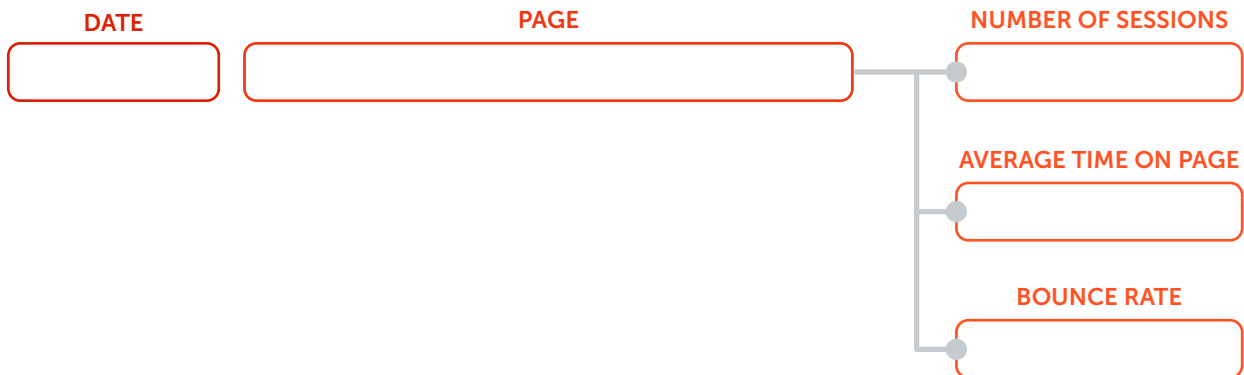 DATE
PAGE
NUMBER OF SESSIONS
AVERAGE TIME ON PAGE
BOUNCE RATE